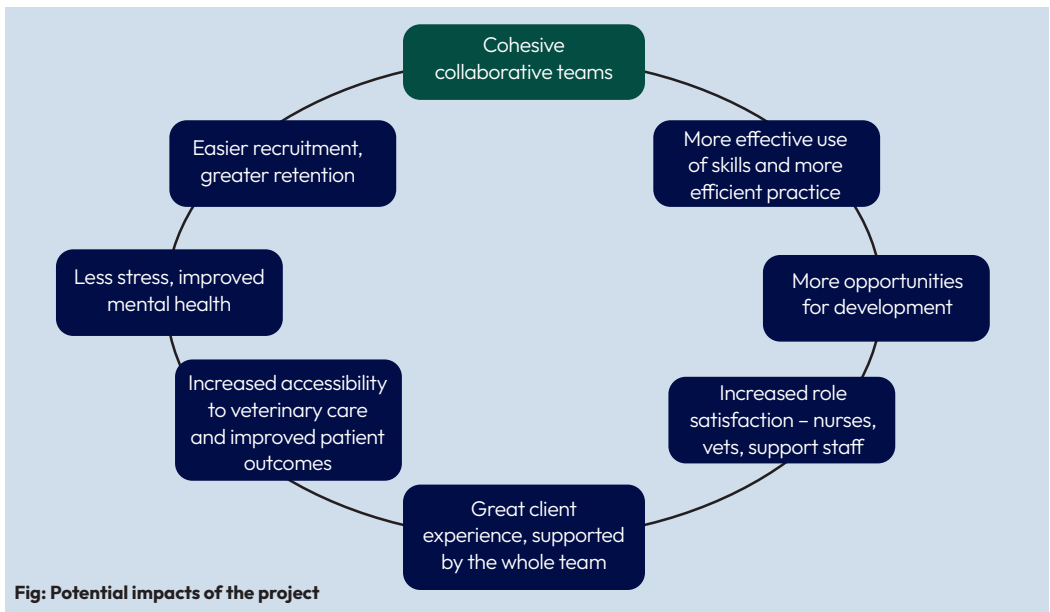 Cohesive
collaborative teams
More effective use
of skills and more
efficient practice
More opportunities
for development
Increased role
satisfaction – nurses,
vets, support staff
Great client
experience, supported
by the whole team
Increased accessibility
to veterinary care
and improved patient
outcomes
Less stress, improved
mental health
Easier recruitment,
greater retention
Fig: Potential impacts of the project